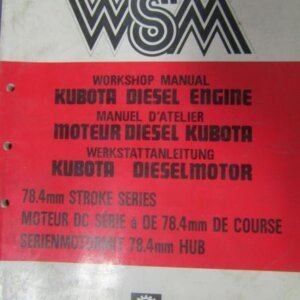 WSM
WORKSHOP MANUAL
KUBOTA DIESEL ENGINE
MANUEL D'ATELIER
MOTEUR DIESEL KUBOTA
WERKSTATTANLEITUNG
KUBOTA DIESELMOTOR
78.4mm STROKE SERIES
MOTEUR DC SÉRIE à DE 78.4mm DE COURSE
SERIENMOTOR MIT 78.4mm HUB